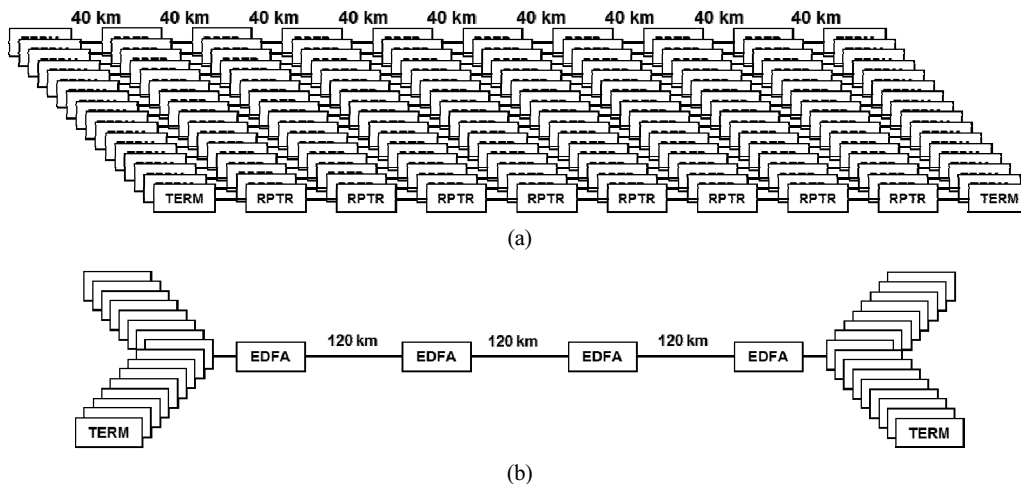 40 km 40 km 40 km 40 km 40 km 40 km 40 km 40 km 40 km
TERM RPTR RPTR RPTR RPTR RPTR RPTR RPTR RPTR TERM
(a)
120 km 120 km 120 km
EDFA EDFA EDFA EDFA
TERM TERM
(b)